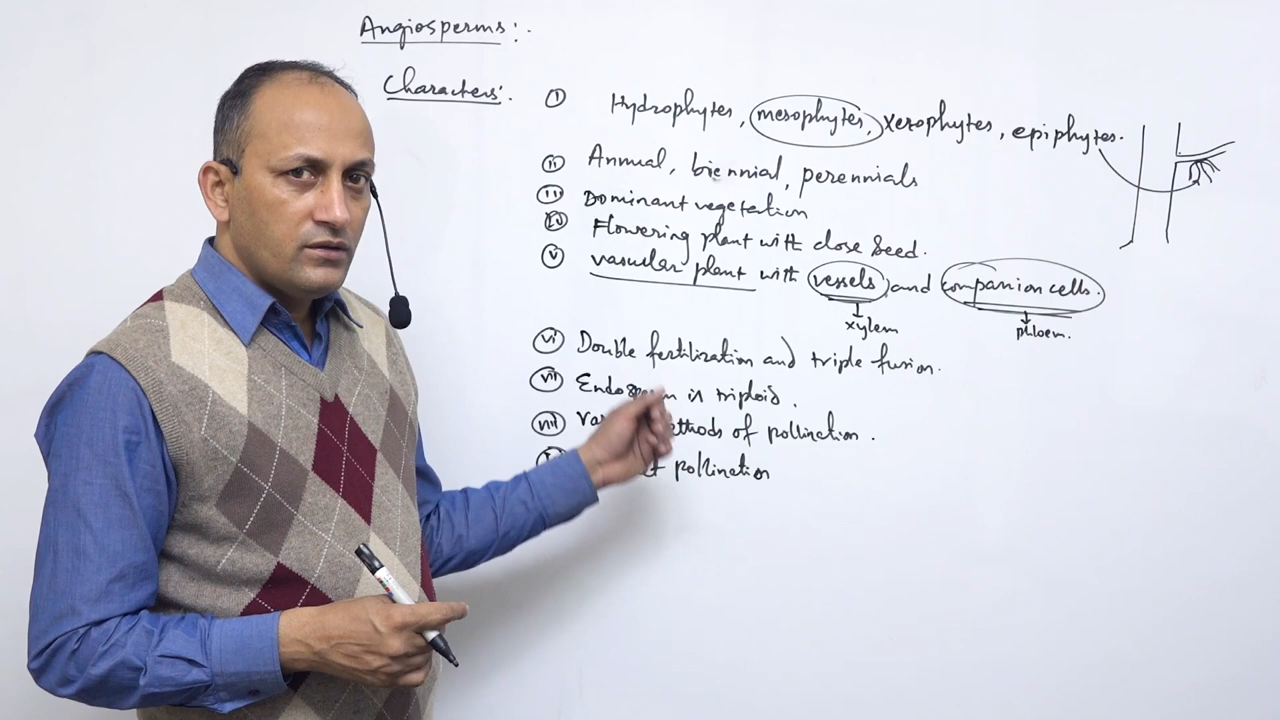 Angiosperms:-
Characters:- i Hydrophytes, mesophytes, xerophytes, epiphytes.
ii Annual, biennial, perennials
iii Dominant vegetation
iv Flowering plant with close seed.
v vascular plant with vessels and companion cells.
xylem phloem.
vi Double fertilization and triple fusion.
vii Endosperm is triploid.
viii methods of pollination.
pollination